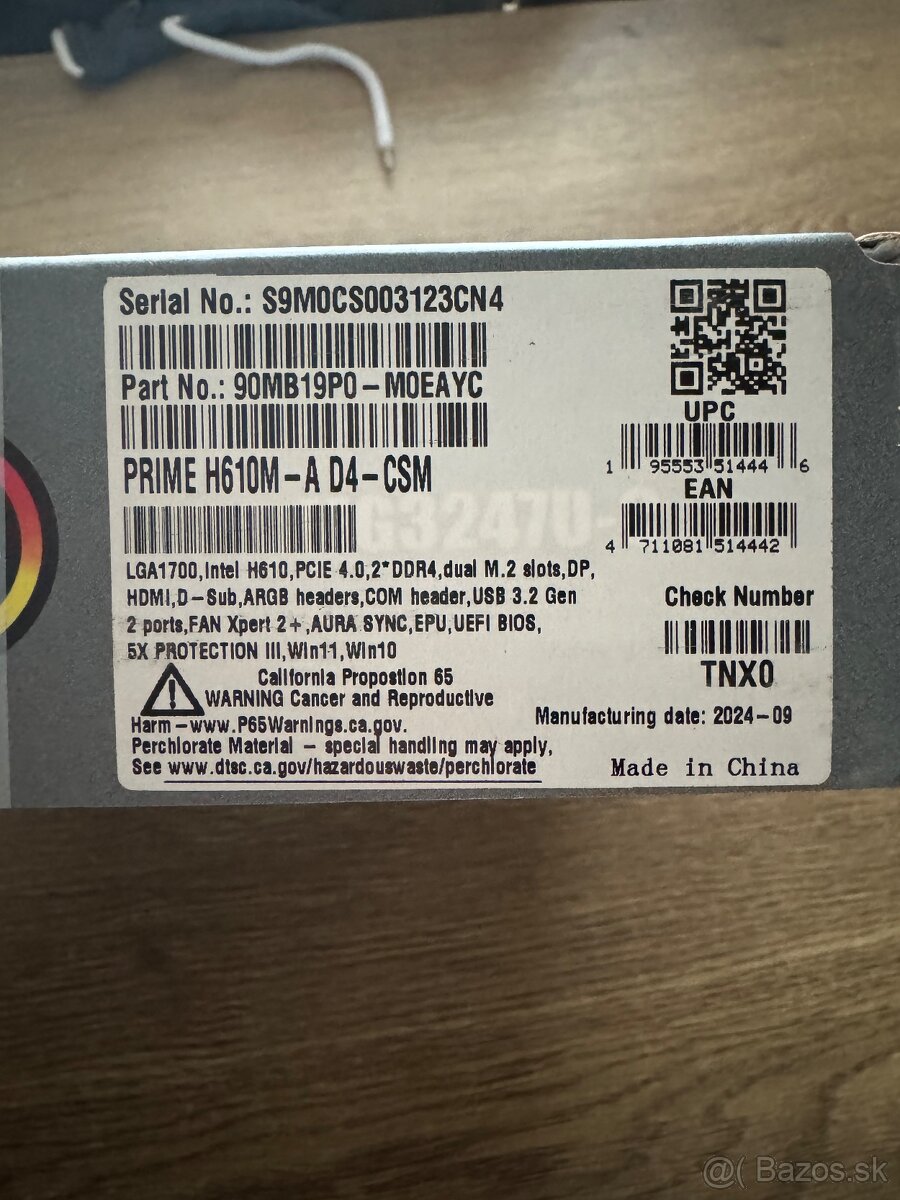 Serial No.: S9M0CS003123CN4
Part No.: 90MB19P0-M0EAYC
PRIME H610M-A D4-CSM
UPC
1 95553 51444 6
EAN
4 711081 514442
LGA1700,Intel H610,PCIE 4.0,2*DDR4,dual M.2 slots,DP,
HDMI,D-Sub,ARGB headers,COM header,USB 3.2 Gen
2 ports,FAN Xpert 2+,AURA SYNC,EPU,UEFI BIOS,
5X PROTECTION III,Win11,Win10
Check Number
TNX0
California Propostion 65
WARNING Cancer and Reproductive
Harm-www.P65Warnings.ca.gov.
Perchlorate Material - special handling may apply,
See www.dtsc.ca.gov/hazardouswaste/perchlorate
Manufacturing date: 2024-09
Made in China
@( Bazos.sk